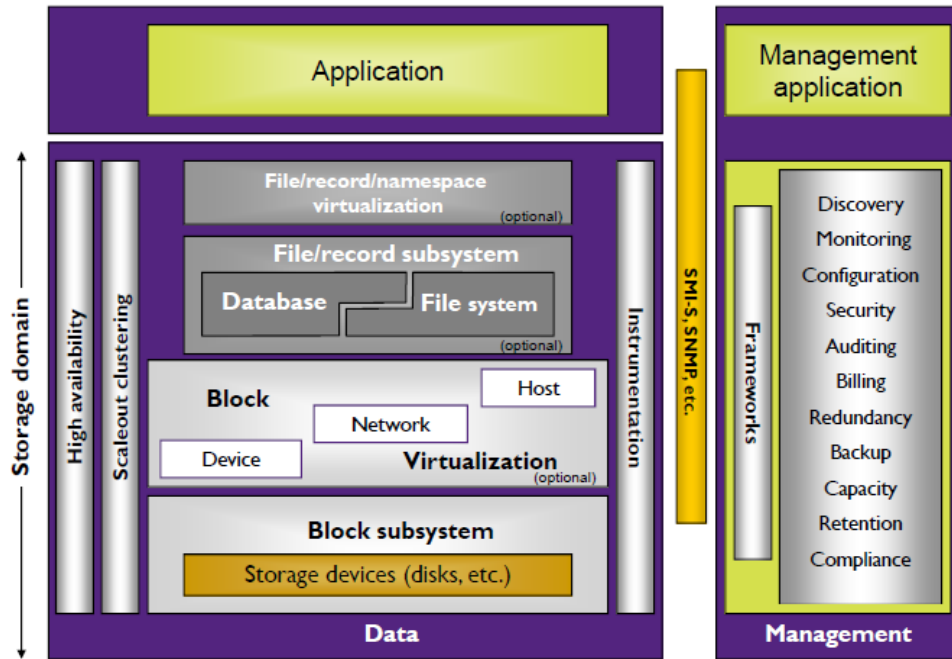 Application
Management
application
Storage domain
High availability
Scaleout clustering
File/record/namespace
virtualization
(optional)
File/record subsystem
Database
File system
(optional)
Block
Host
Network
Device
Virtualization
(optional)
Block subsystem
Storage devices (disks, etc.)
Instrumentation
Data
SMI-S, SNMP, etc.
Frameworks
Discovery
Monitoring
Configuration
Security
Auditing
Billing
Redundancy
Backup
Capacity
Retention
Compliance
Management